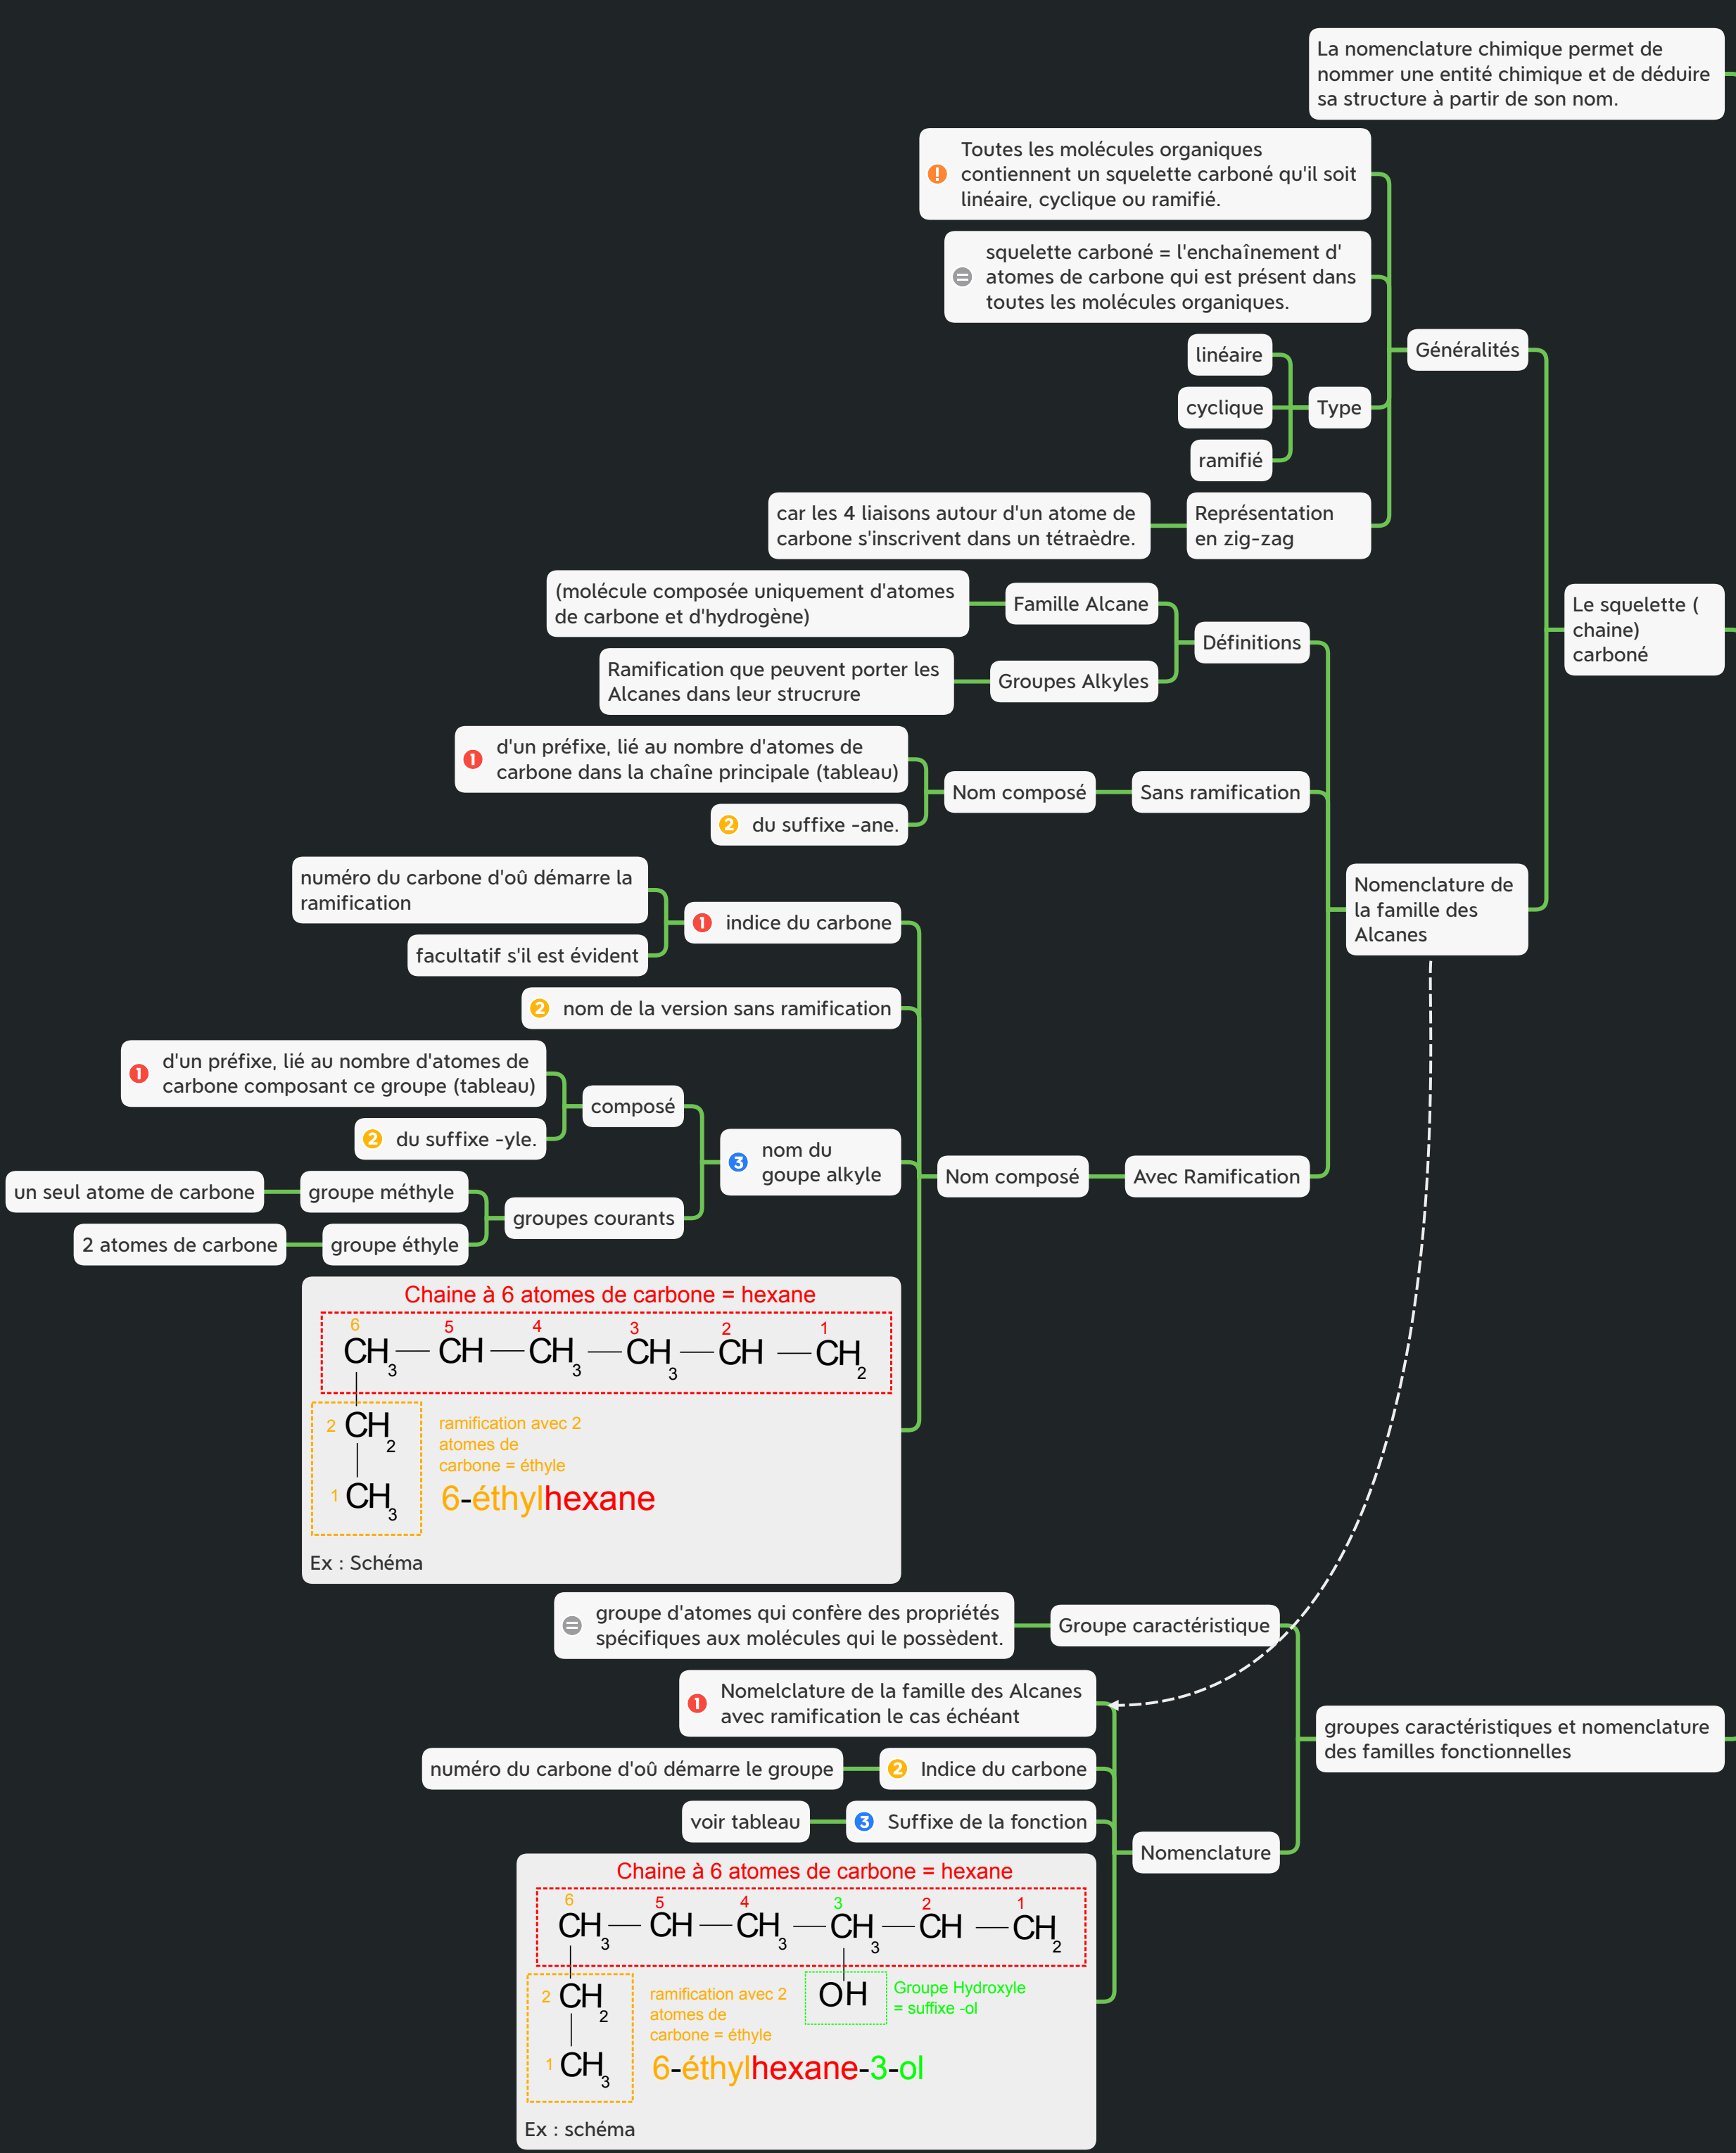 La nomenclature chimique permet de
nommer une entité chimique et de déduire
sa structure à partir de son nom.
Toutes les molécules organiques
contiennent un squelette carboné qu'il soit
linéaire, cyclique ou ramifié.
squelette carboné = l'enchaînement d'
atomes de carbone qui est présent dans
toutes les molécules organiques.
Généralités
linéaire
cyclique
Type
ramifié
car les 4 liaisons autour d'un atome de
carbone s'inscrivent dans un tétraèdre.
Représentation
en zig-zag
Le squelette (
chaine)
carboné
(molécule composée uniquement d'atomes
de carbone et d'hydrogène)
Famille Alcane
Définitions
Ramification que peuvent porter les
Alcanes dans leur strucrure
Groupes Alkyles
1 d'un préfixe, lié au nombre d'atomes de
carbone dans la chaîne principale (tableau)
Nom composé
Sans ramification
2 du suffixe -ane.
Nomenclature de
la famille des
Alcanes
numéro du carbone d'oû démarre la
ramification
1 indice du carbone
facultatif s'il est évident
2 nom de la version sans ramification
1 d'un préfixe, lié au nombre d'atomes de
carbone composant ce groupe (tableau)
composé
2 du suffixe -yle.
3 nom du
goupe alkyle
Nom composé
Avec Ramification
un seul atome de carbone
groupe méthyle
groupes courants
2 atomes de carbone
groupe éthyle
Chaine à 6 atomes de carbone = hexane
6 5 4 3 2 1
CH3 — CH — CH3 — CH3 — CH — CH2
2 CH2
ramification avec 2
atomes de
carbone = éthyle
1 CH3
6-éthylhexane
Ex : Schéma
groupe d'atomes qui confère des propriétés
spécifiques aux molécules qui le possèdent.
Groupe caractéristique
1 Nomelclature de la famille des Alcanes
avec ramification le cas échéant
groupes caractéristiques et nomenclature
des familles fonctionnelles
numéro du carbone d'oû démarre le groupe
2 Indice du carbone
voir tableau
3 Suffixe de la fonction
Nomenclature
Chaine à 6 atomes de carbone = hexane
6 5 4 3 2 1
CH3 — CH — CH3 — CH3 — CH — CH2
2 CH2
ramification avec 2
atomes de
carbone = éthyle
OH
Groupe Hydroxyle
= suffixe -ol
1 CH3
6-éthylhexane-3-ol
Ex : schéma